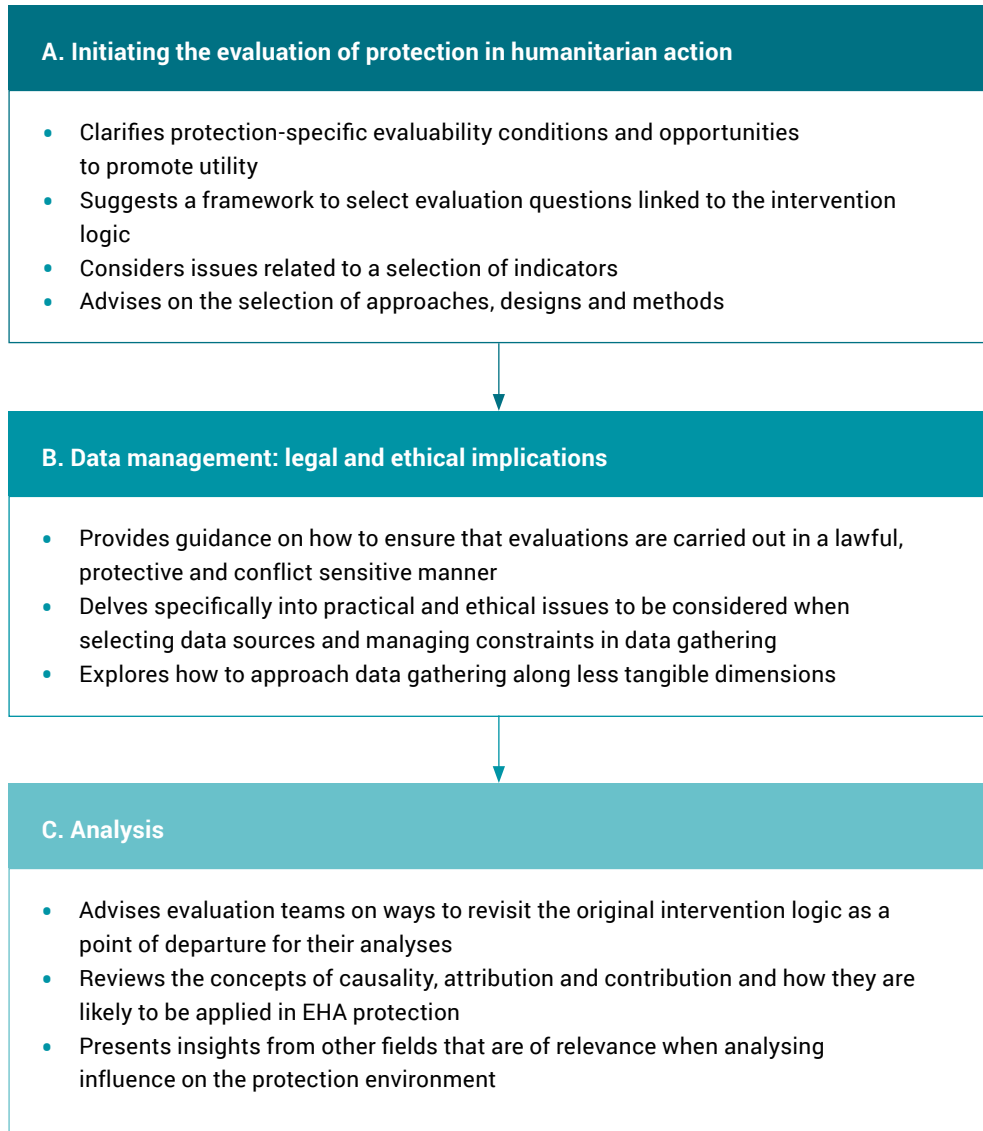 A. Initiating the evaluation of protection in humanitarian action
• Clarifies protection-specific evaluability conditions and opportunities
to promote utility
• Suggests a framework to select evaluation questions linked to the intervention
logic
• Considers issues related to a selection of indicators
• Advises on the selection of approaches, designs and methods
B. Data management: legal and ethical implications
• Provides guidance on how to ensure that evaluations are carried out in a lawful,
protective and conflict sensitive manner
• Delves specifically into practical and ethical issues to be considered when
selecting data sources and managing constraints in data gathering
• Explores how to approach data gathering along less tangible dimensions
C. Analysis
• Advises evaluation teams on ways to revisit the original intervention logic as a
point of departure for their analyses
• Reviews the concepts of causality, attribution and contribution and how they are
likely to be applied in EHA protection
• Presents insights from other fields that are of relevance when analysing
influence on the protection environment